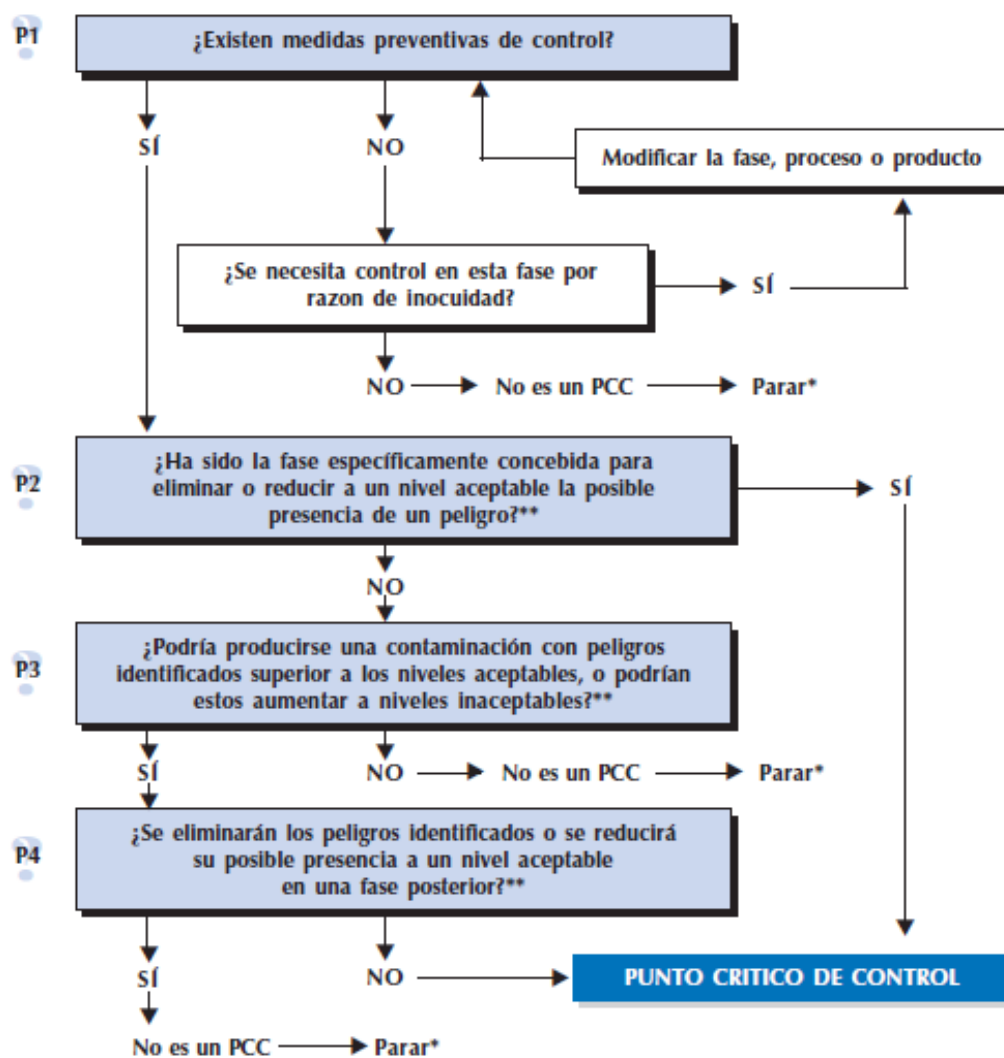 P1
¿Existen medidas preventivas de control?
SÍ
NO
Modificar la fase, proceso o producto
¿Se necesita control en esta fase por
razon de inocuidad?
SÍ
NO
No es un PCC
Parar*
P2
¿Ha sido la fase específicamente concebida para
eliminar o reducir a un nivel aceptable la posible
presencia de un peligro?**
SÍ
NO
P3
¿Podría producirse una contaminación con peligros
identificados superior a los niveles aceptables, o podrían
estos aumentar a niveles inaceptables?**
SÍ
NO
No es un PCC
Parar*
P4
¿Se eliminarán los peligros identificados o se reducirá
su posible presencia a un nivel aceptable
en una fase posterior?**
SÍ
NO
PUNTO CRITICO DE CONTROL
No es un PCC
Parar*